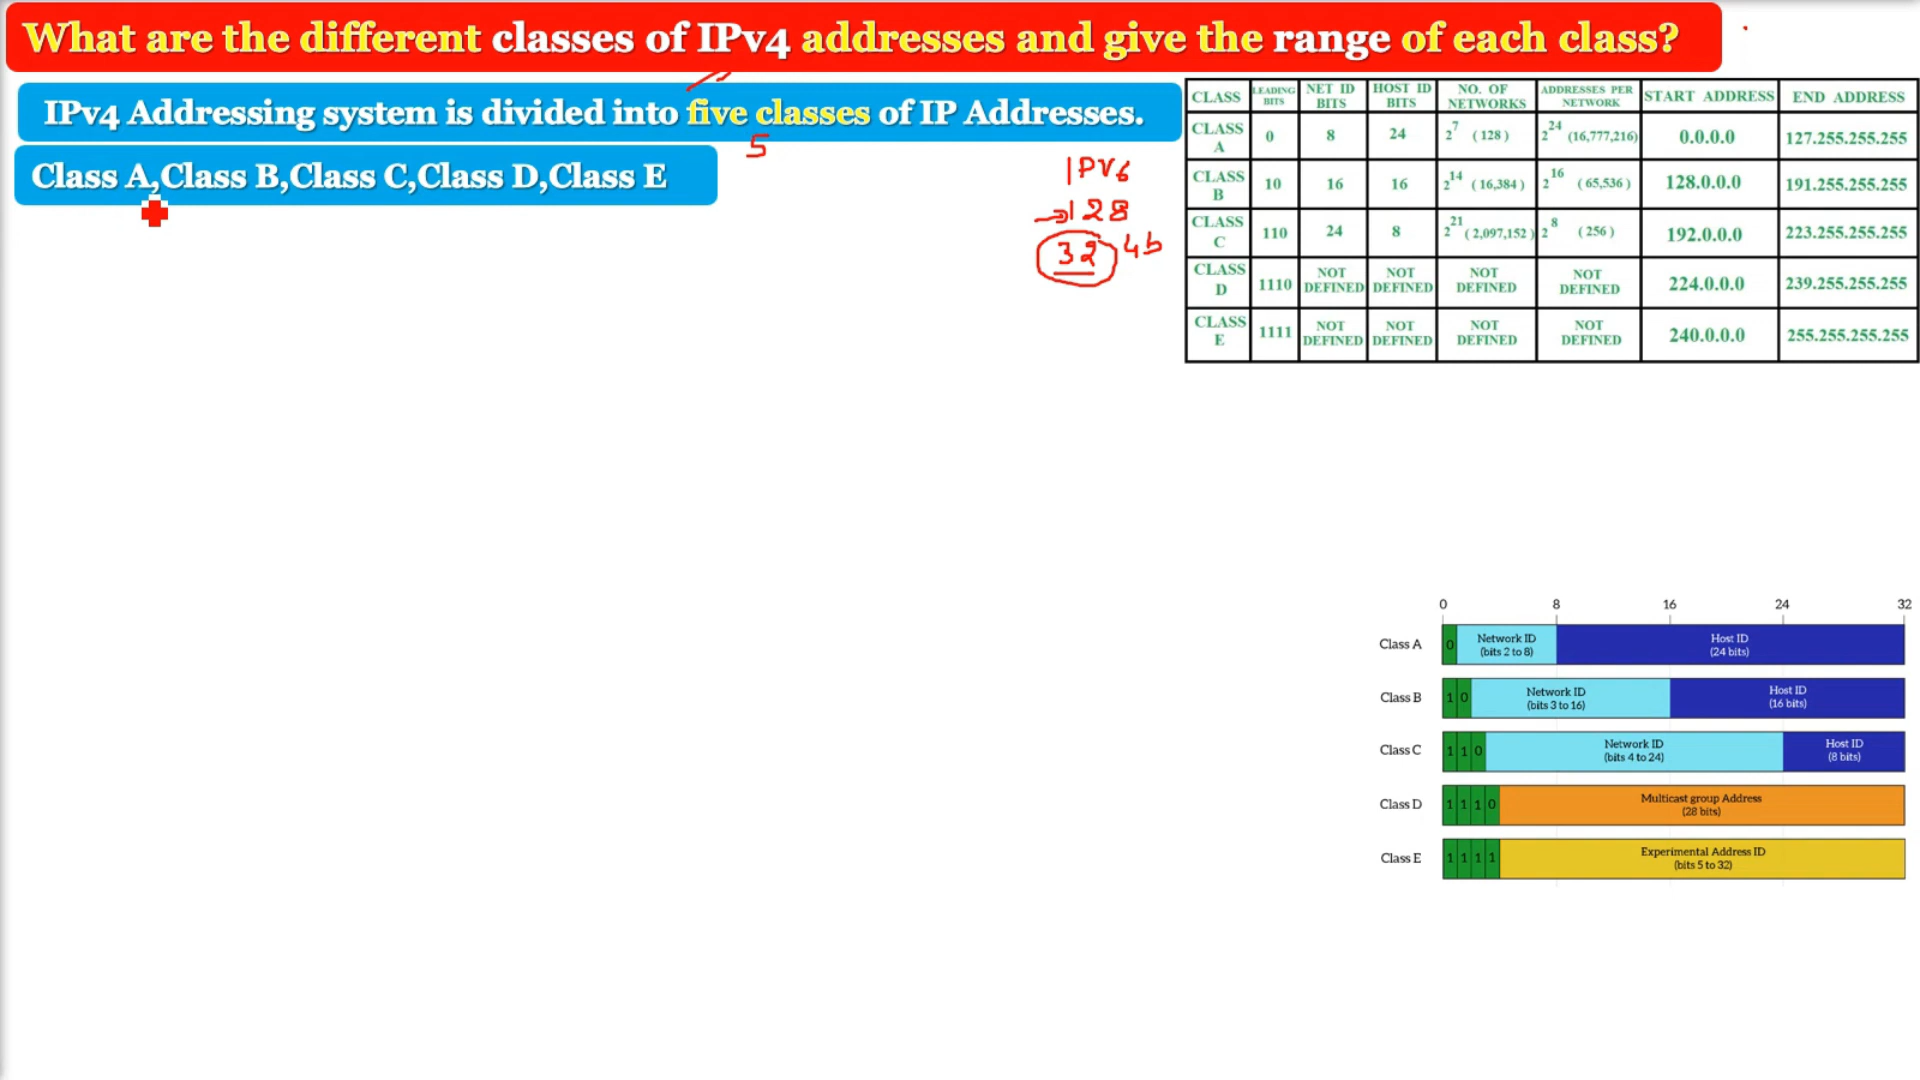 What are the different classes of IPv4 addresses and give the range of each class?
IPv4 Addressing system is divided into five classes of IP Addresses.
5
Class A,Class B,Class C,Class D,Class E
IPV6
128
32 4b
CLASS LEADING BITS NET ID BITS HOST ID BITS NO. OF NETWORKS ADDRESSES PER NETWORK START ADDRESS END ADDRESS
CLASS A 0 8 24 2^7 (128) 2^24 (16,777,216) 0.0.0.0 127.255.255.255
CLASS B 10 16 16 2^14 (16,384) 2^16 (65,536) 128.0.0.0 191.255.255.255
CLASS C 110 24 8 2^21 (2,097,152) 2^8 (256) 192.0.0.0 223.255.255.255
CLASS D 1110 NOT DEFINED NOT DEFINED NOT DEFINED NOT DEFINED 224.0.0.0 239.255.255.255
CLASS E 1111 NOT DEFINED NOT DEFINED NOT DEFINED NOT DEFINED 240.0.0.0 255.255.255.255
0 8 16 24 32
Class A 0 Network ID (bits 2 to 8) Host ID (24 bits)
Class B 1 0 Network ID (bits 3 to 16) Host ID (16 bits)
Class C 1 1 0 Network ID (bits 4 to 24) Host ID (8 bits)
Class D 1 1 1 0 Multicast group Address (28 bits)
Class E 1 1 1 1 Experimental Address ID (bits 5 to 32)